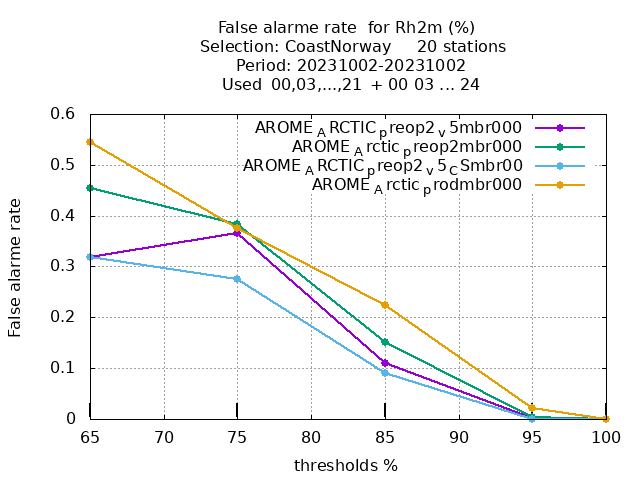 False alarme rate  for Rh2m (%)
Selection: CoastNorway     20 stations
Period: 20231002-20231002
Used  00,03,...,21  + 00 03 ... 24
AROME_ARCTIC_preop2_v5mbr000
AROME_Arctic_preop2mbr000
AROME_ARCTIC_preop2_v5_CSmbr00
AROME_Arctic_prodmbr000
0.6
0.5
0.4
0.3
0.2
0.1
0
False alarme rate
65 70 75 80 85 90 95 100
thresholds %